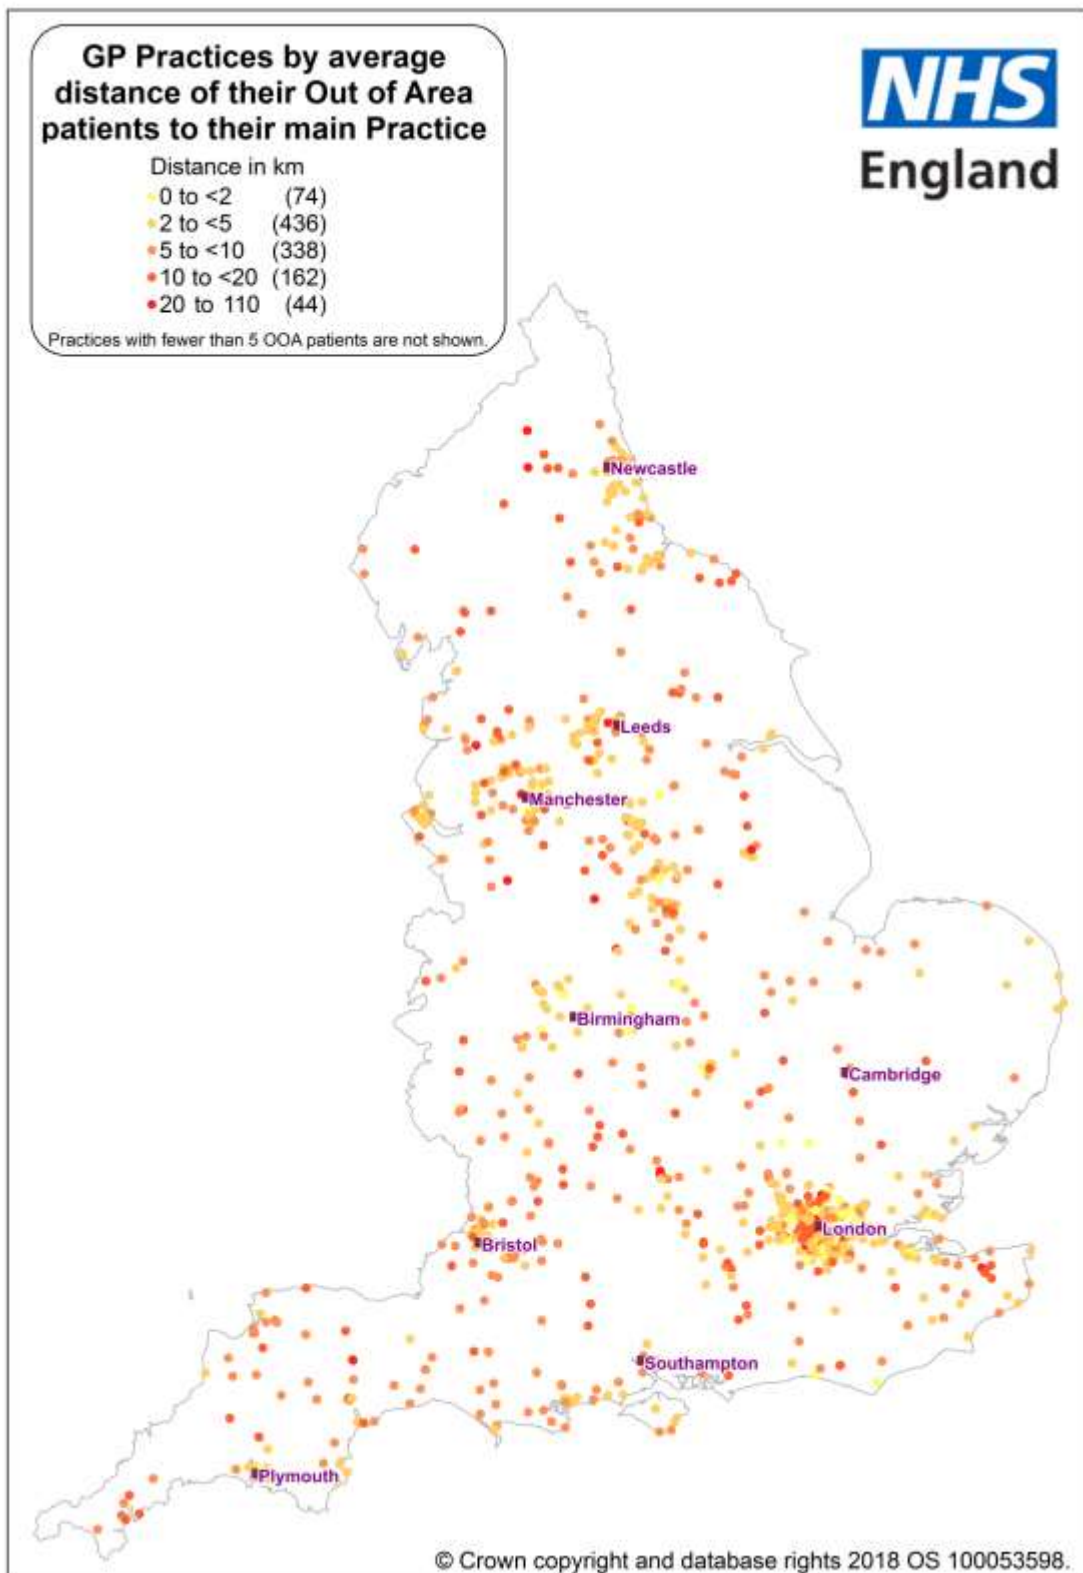 GP Practices by average
distance of their Out of Area
patients to their main Practice
Distance in km
0 to <2 (74)
2 to <5 (436)
5 to <10 (338)
10 to <20 (162)
20 to 110 (44)
Practices with fewer than 5 OOA patients are not shown.
NHS
England
Newcastle
Leeds
Manchester
Birmingham
Cambridge
London
Bristol
Southampton
Plymouth
© Crown copyright and database rights 2018 OS 100053598.